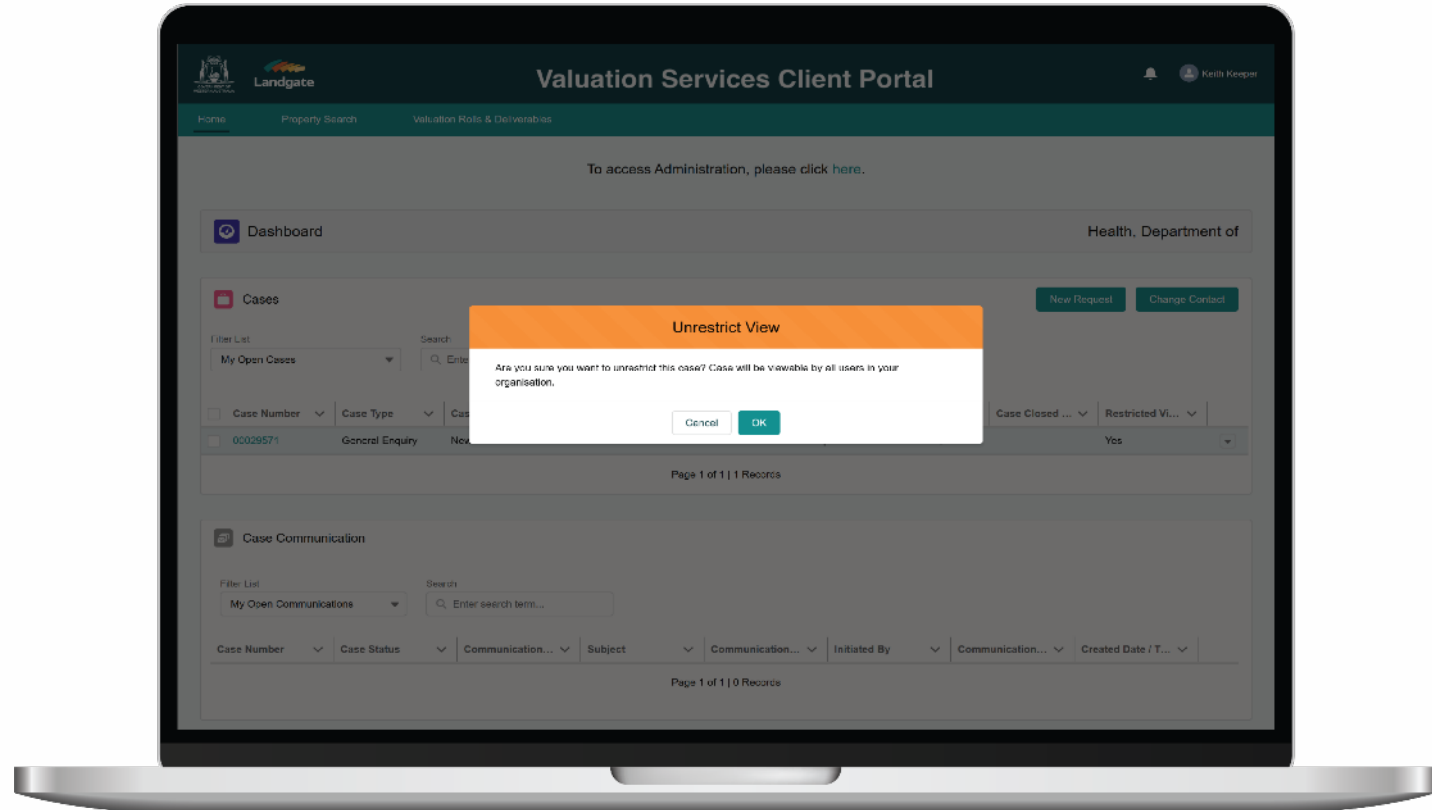 Landgate
Valuation Services Client Portal
Keith Keeper
Home
Property Search
Valuation Rolls & Deliverables
To access Administration, please click here.
Dashboard
Health, Department of
Cases
New Request
Change Contact
Filter List
Search
My Open Cases
Ente
Unrestrict View
Are you sure you want to unrestrict this case? Case will be viewable by all users in your
organisation.
Cancel
OK
Case Number
Case Type
Cas
Case Closed ...
Restricted Vi...
00029571
General Enquiry
New
Yes
Page 1 of 1 | 1 Records
Case Communication
Filter List
Search
My Open Communications
Enter search term...
Case Number
Case Status
Communication...
Subject
Communication...
Initiated By
Communication...
Created Date / T...
Page 1 of 1 | 0 Records